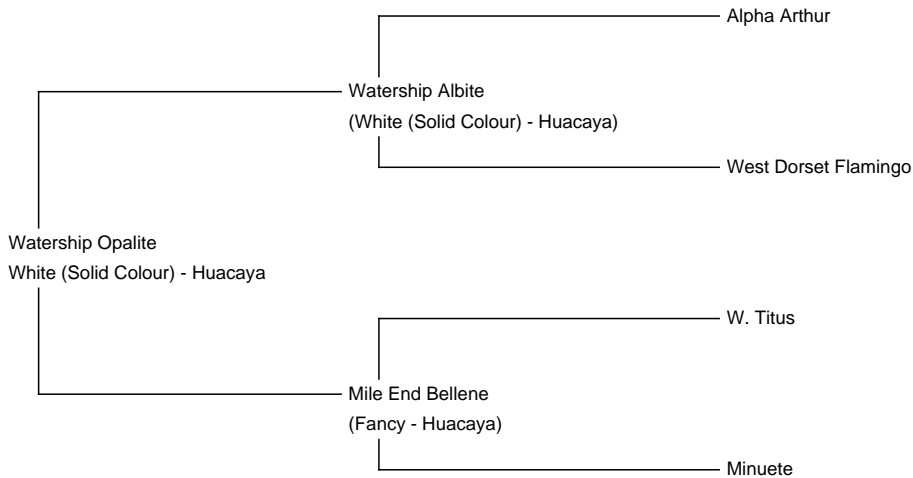 Alpha Arthur
Watership Albite
(White (Solid Colour) - Huacaya)
West Dorset Flamingo
Watership Opalite
White (Solid Colour) - Huacaya
W. Titus
Mile End Bellene
(Fancy - Huacaya)
Minuete